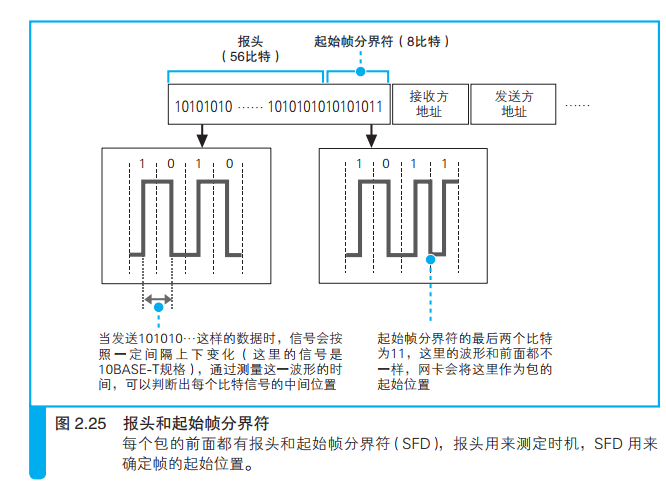 报头
（56比特）
起始帧分界符（8比特）
10101010 …… 1010101010101011
接收方
地址
发送方
地址
……
1 0 1 0
1 0 1 1
当发送101010…这样的数据时，信号会按
照一定间隔上下变化（这里的信号是
10BASE-T规格），通过测量这一波形的时
间，可以判断出每个比特信号的中间位置
起始帧分界符的最后两个比特
为11，这里的波形和前面都不
一样，网卡会将这里作为包的
起始位置
图 2.25 报头和起始帧分界符
每个包的前面都有报头和起始帧分界符（SFD），报头用来测定时机，SFD 用来
确定帧的起始位置。